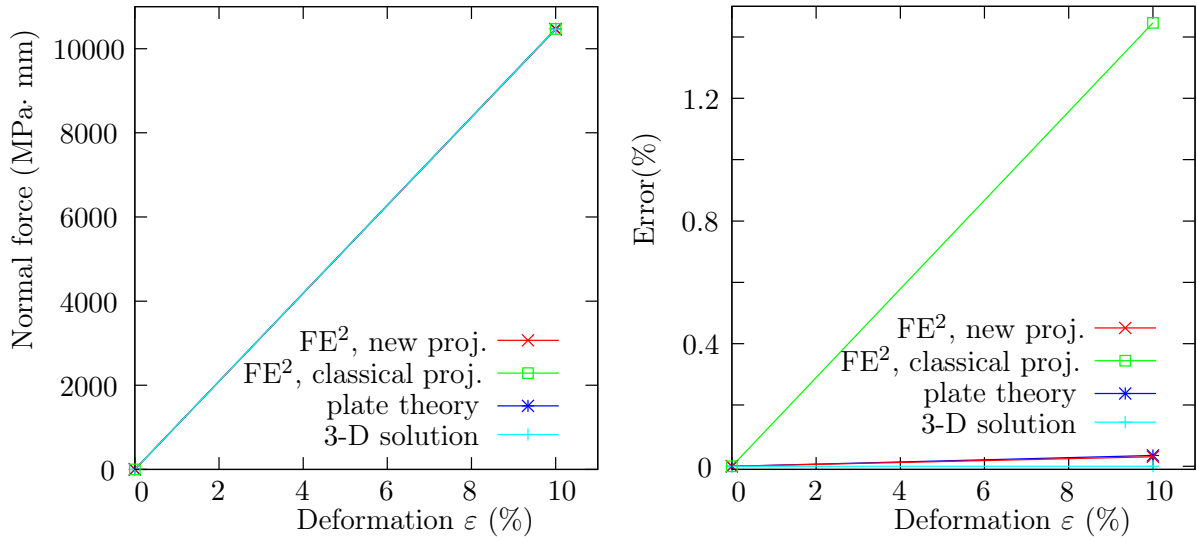 10000
8000
6000
4000
2000
0
Normal force (MPa· mm)
FE², new proj.
FE², classical proj.
plate theory
3-D solution
0 2 4 6 8 10
Deformation ε (%)
1.2
0.8
0.4
0
Error(%)
FE², new proj.
FE², classical proj.
plate theory
3-D solution
0 2 4 6 8 10
Deformation ε (%)